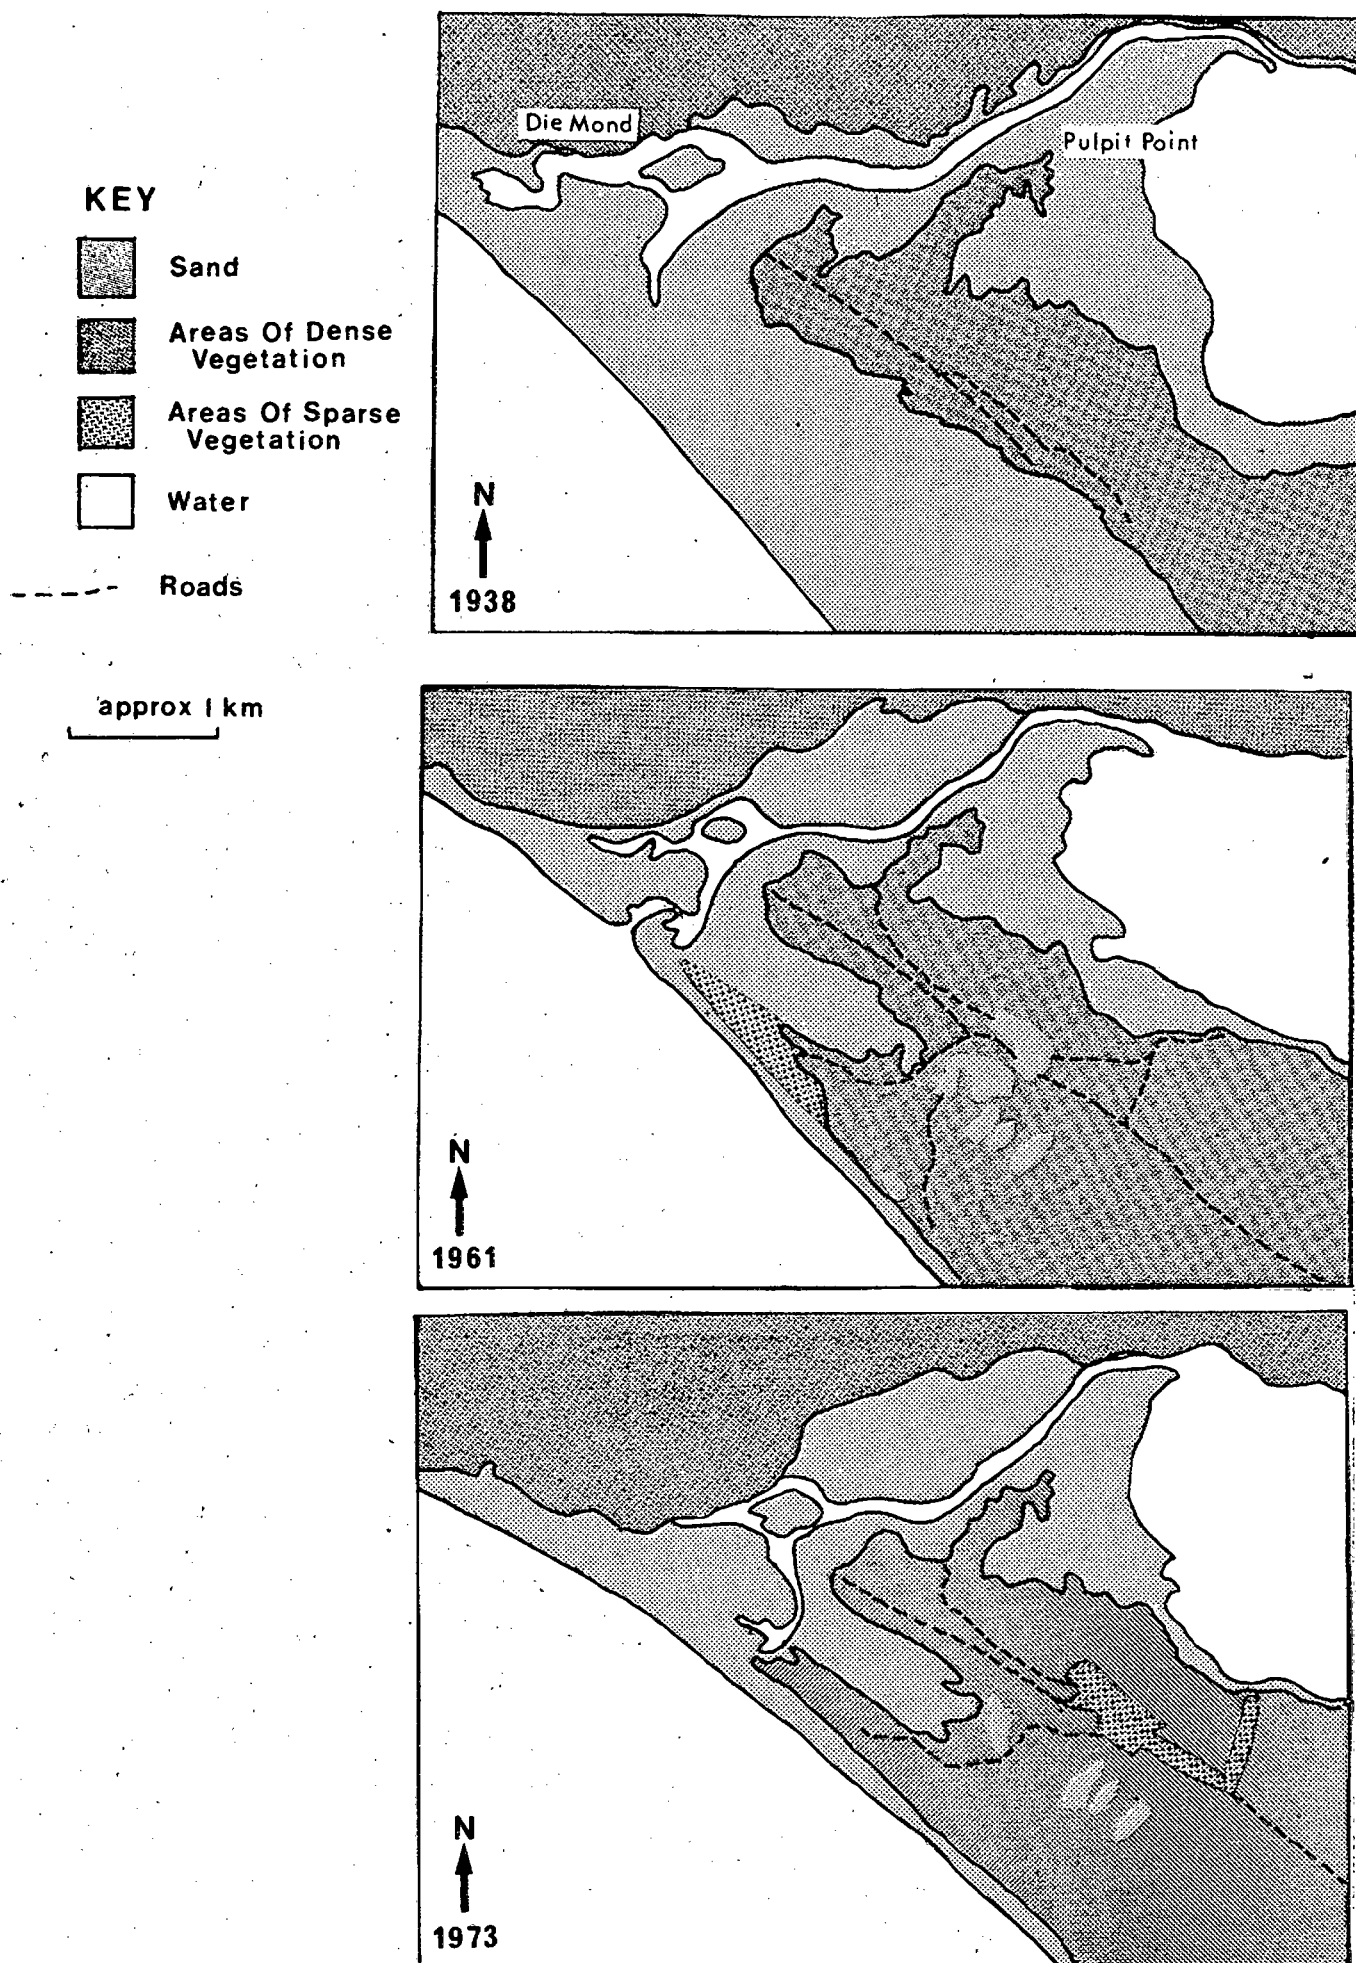 Die Mond
Pulpit Point
KEY
Sand
Areas Of Dense
Vegetation
Areas Of Sparse
Vegetation
Water
Roads
approx 1 km
N
1938
N
1961
N
1973